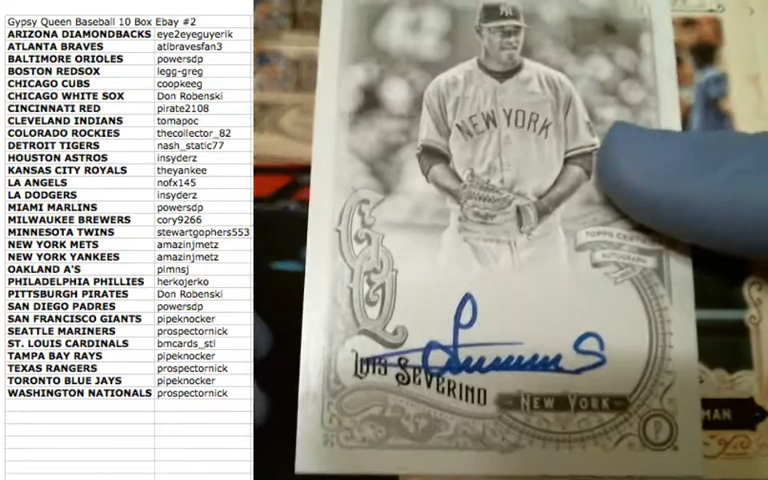 Gypsy Queen Baseball 10 Box Ebay #2
ARIZONA DIAMONDBACKS eye2eyeguyerik
ATLANTA BRAVES atlbravesfan3
BALTIMORE ORIOLES powersdp
BOSTON REDSOX legg-greg
CHICAGO CUBS coopkeeg
CHICAGO WHITE SOX Don Robenski
CINCINNATI RED pirate2108
CLEVELAND INDIANS tomapoc
COLORADO ROCKIES thecollector_82
DETROIT TIGERS nash_static77
HOUSTON ASTROS insyderz
KANSAS CITY ROYALS theyankee
LA ANGELS nofx145
LA DODGERS insyderz
MIAMI MARLINS powersdp
MILWAUKEE BREWERS cory9266
MINNESOTA TWINS stewartgophers553
NEW YORK METS amazinjmetz
NEW YORK YANKEES amazinjmetz
OAKLAND A'S pimnsj
PHILADELPHIA PHILLIES herkojerko
PITTSBURGH PIRATES Don Robenski
SAN DIEGO PADRES powersdp
SAN FRANCISCO GIANTS pipeknocker
SEATTLE MARINERS prospectornick
ST. LOUIS CARDINALS bmcards_stl
TAMPA BAY RAYS pipeknocker
TEXAS RANGERS prospectornick
TORONTO BLUE JAYS pipeknocker
WASHINGTON NATIONALS prospectornick
NEW YORK
GQ
TOPPS CERTIFIED
AUTOGRAPH
LUIS SEVERINO
NEW YORK
P
MAN